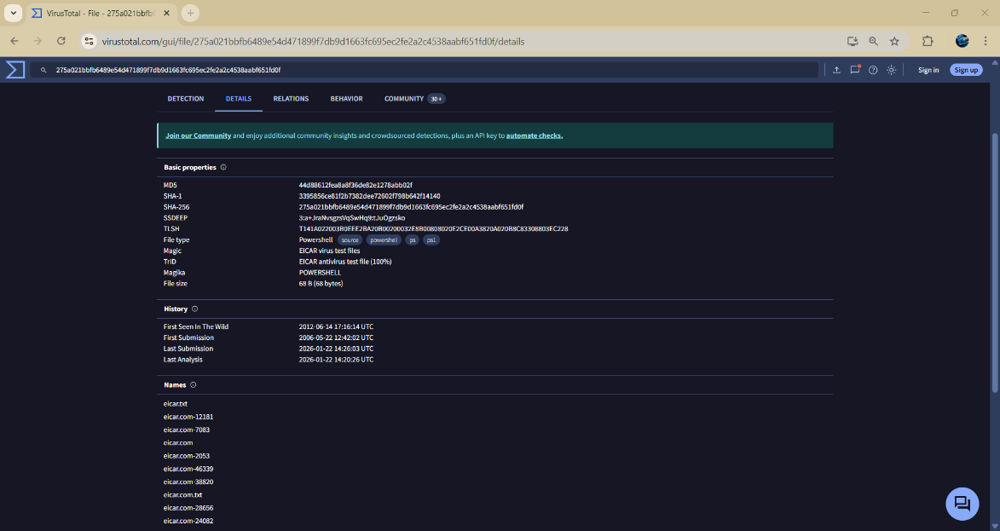 VirusTotal - File - 275a021bbfb6
virustotal.com/gui/file/275a021bbfb6489e54d471899f7db9d1663fc695ec2fe2a2c4538aabf651fd0f/details
275a021bbfb6489e54d471899f7db9d1663fc695ec2fe2a2c4538aabf651fd0f
Sign in
Sign up
DETECTION
DETAILS
RELATIONS
BEHAVIOR
COMMUNITY 30+
Join our Community and enjoy additional community insights and crowdsourced detections, plus an API key to automate checks.
Basic properties
MD5 44d88612fea8a8f36de82e1278abb02f
SHA-1 3395856ce81f2b7382dee72602f798b642f14140
SHA-256 275a021bbfb6489e54d471899f7db9d1663fc695ec2fe2a2c4538aabf651fd0f
SSDEEP 3:a+JraNvsgzsVqSwHq9:tJuOgzsko
TLSH T141A022003B0EEE2BA20B00200032E8B00808020E2CE00A3820A020B8C83308803EC228
File type Powershell source powershell ps ps1
Magic EICAR virus test files
TrID EICAR antivirus test file (100%)
Magika POWERSHELL
File size 68 B (68 bytes)
History
First Seen In The Wild 2012-06-14 17:16:14 UTC
First Submission 2006-05-22 12:42:02 UTC
Last Submission 2026-01-22 14:26:03 UTC
Last Analysis 2026-01-22 14:20:26 UTC
Names
eicar.txt
eicar.com-12181
eicar.com-7083
eicar.com
eicar.com-2053
eicar.com-46339
eicar.com-38820
eicar.com.txt
eicar.com-28656
eicar.com-24082